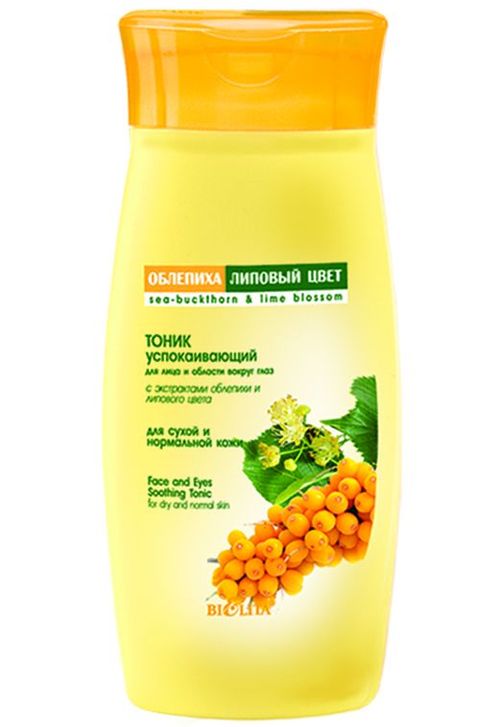 ОБЛЕПИХА ЛИПОВЫЙ ЦВЕТ
sea-buckthorn & lime blossom
ТОНИК
успокаивающий
для лица и области вокруг глаз
с экстрактами облепихи и
липового цвета
для сухой и
нормальной кожи
Face and Eyes
Soothing Tonic
for dry and normal skin
BIELITA